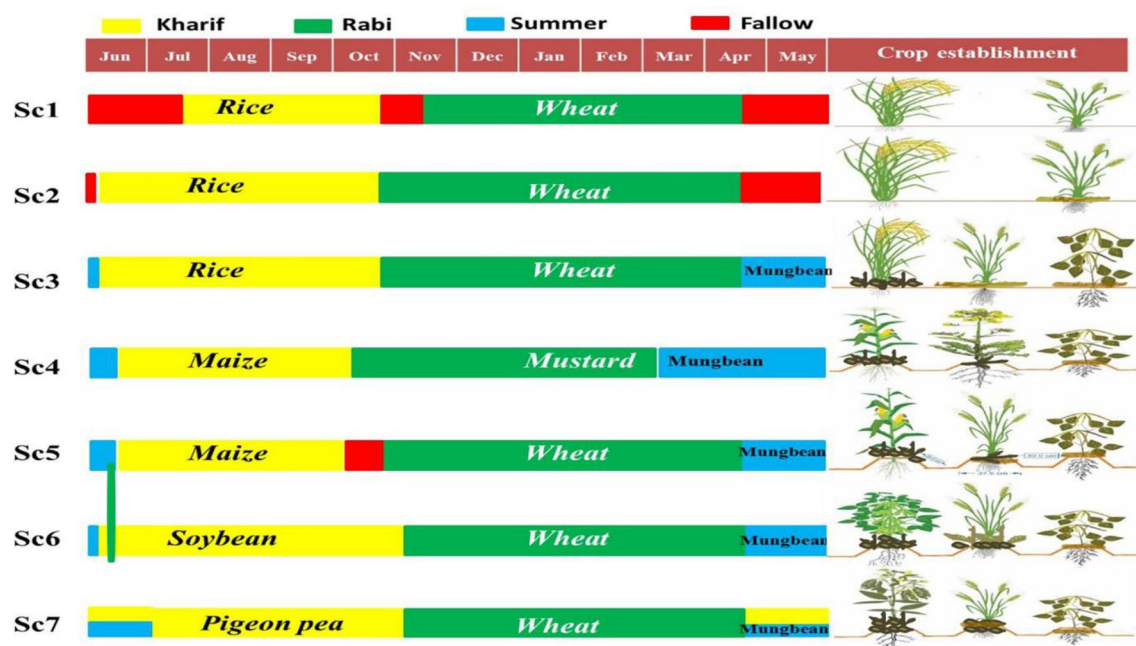 Kharif Rabi Summer Fallow
Jun Jul Aug Sep Oct Nov Dec Jan Feb Mar Apr May Crop establishment
Sc1 Rice Wheat
Sc2 Rice Wheat
Sc3 Rice Wheat Mungbean
Sc4 Maize Mustard Mungbean
Sc5 Maize Wheat Mungbean
Sc6 Soybean Wheat Mungbean
Sc7 Pigeon pea Wheat Mungbean